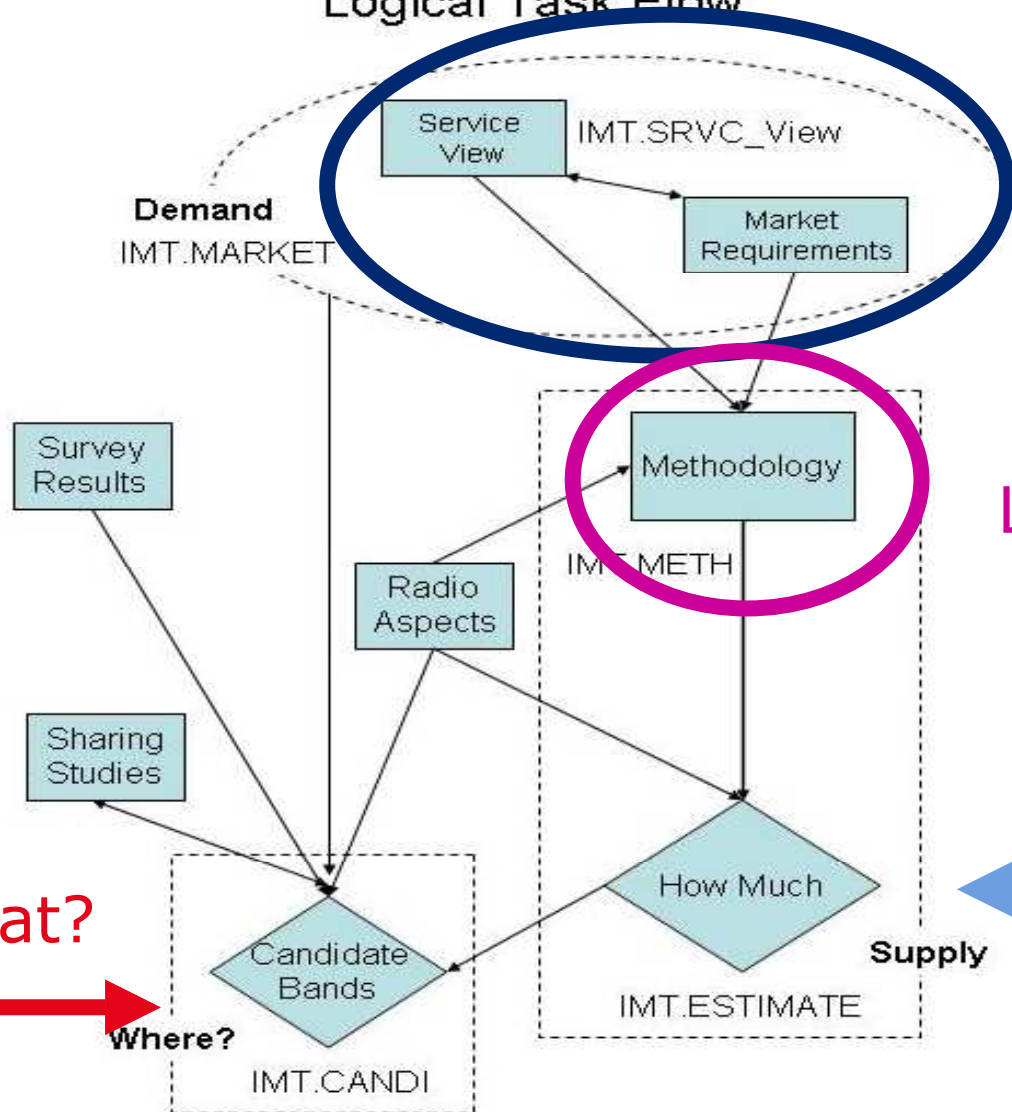 Logical Task Flow
Service
View
IMT.SRVC_View
Demand
IMT.MARKET
Market
Requirements
Survey
Results
Methodology
L
IMT.METH
Radio
Aspects
Sharing
Studies
at?
How Much
Candidate
Bands
Supply
IMT.ESTIMATE
Where?
IMT.CANDI